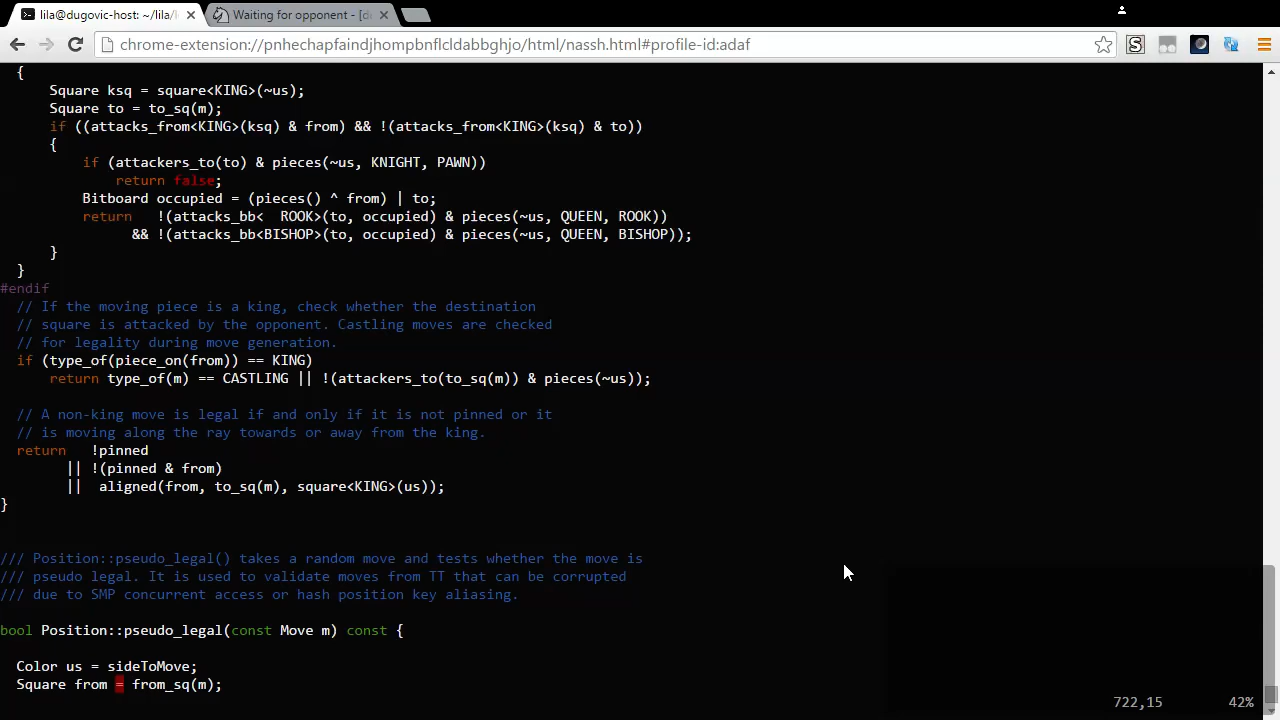 lila@dugovic-host: ~/lila/l
Waiting for opponent - [d
chrome-extension://pnhechapfaindjhompbnflcldabbghjo/html/nassh.html#profile-id:adaf
{
Square ksq = square<KING>(~us);
Square to = to_sq(m);
if ((attacks_from<KING>(ksq) & from) && !(attacks_from<KING>(ksq) & to))
{
if (attackers_to(to) & pieces(~us, KNIGHT, PAWN))
return false;
Bitboard occupied = (pieces() ^ from) | to;
return   !(attacks_bb<  ROOK>(to, occupied) & pieces(~us, QUEEN, ROOK))
&& !(attacks_bb<BISHOP>(to, occupied) & pieces(~us, QUEEN, BISHOP));
}
}
#endif
// If the moving piece is a king, check whether the destination
// square is attacked by the opponent. Castling moves are checked
// for legality during move generation.
if (type_of(piece_on(from)) == KING)
return type_of(m) == CASTLING || !(attackers_to(to_sq(m)) & pieces(~us));
// A non-king move is legal if and only if it is not pinned or it
// is moving along the ray towards or away from the king.
return   !pinned
|| !(pinned & from)
||  aligned(from, to_sq(m), square<KING>(us));
}
/// Position::pseudo_legal() takes a random move and tests whether the move is
/// pseudo legal. It is used to validate moves from TT that can be corrupted
/// due to SMP concurrent access or hash position key aliasing.
bool Position::pseudo_legal(const Move m) const {
Color us = sideToMove;
Square from = from_sq(m);
722,15 42%